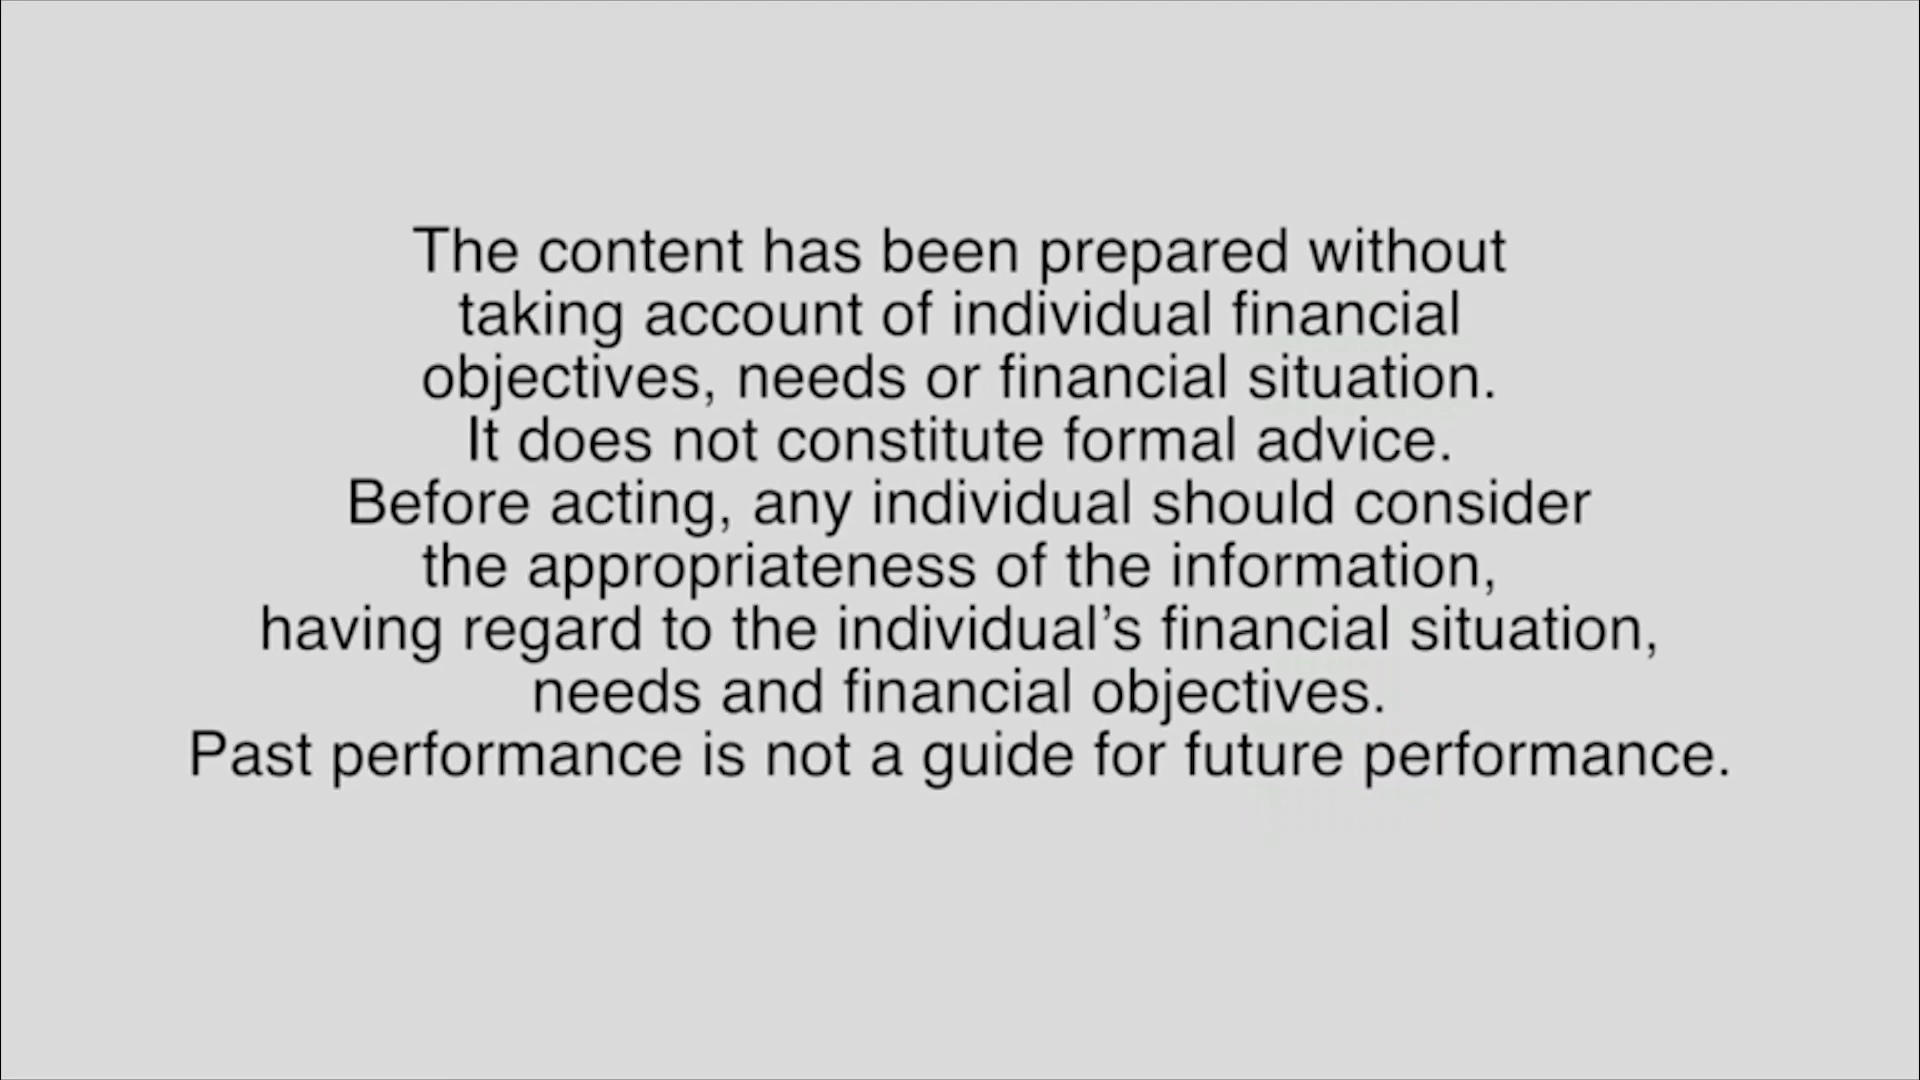 The content has been prepared without
taking account of individual financial
objectives, needs or financial situation.
It does not constitute formal advice.
Before acting, any individual should consider
the appropriateness of the information,
having regard to the individual’s financial situation,
needs and financial objectives.
Past performance is not a guide for future performance.